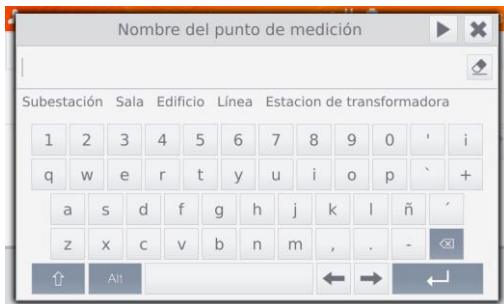 Nombre del punto de medición
Subestación Sala Edificio Línea Estacion de transformadora
1 2 3 4 5 6 7 8 9 0 ' i
q w e r t y u i o p ` +
a s d f g h j k l ñ ´
z x c v b n m , . -
Alt